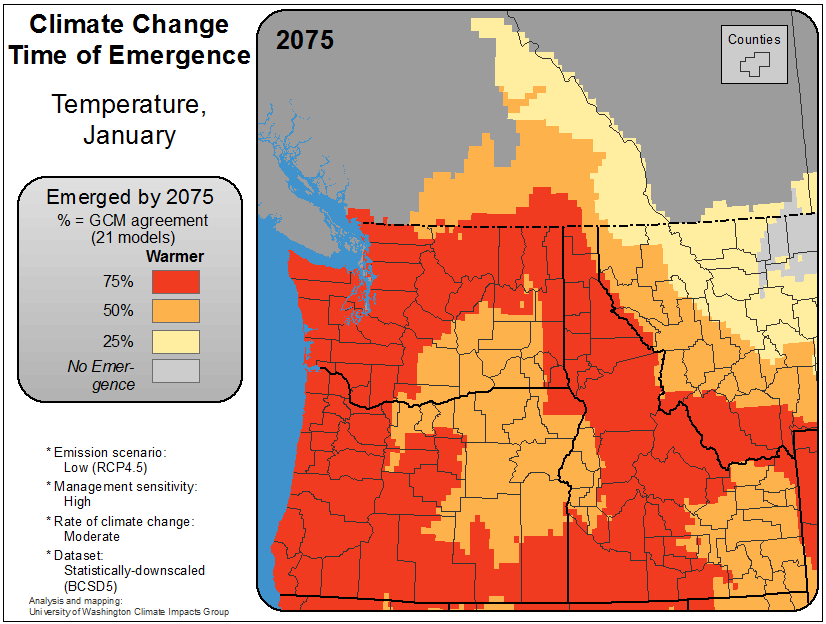 Climate Change
Time of Emergence
Temperature,
January
2075
Counties
Emerged by 2075
% = GCM agreement
(21 models)
Warmer
75%
50%
25%
No Emer-
gence
* Emission scenario:
Low (RCP4.5)
* Management sensitivity:
High
* Rate of climate change:
Moderate
* Dataset:
Statistically-downscaled
(BCSD5)
Analysis and mapping:
University of Washington Climate Impacts Group